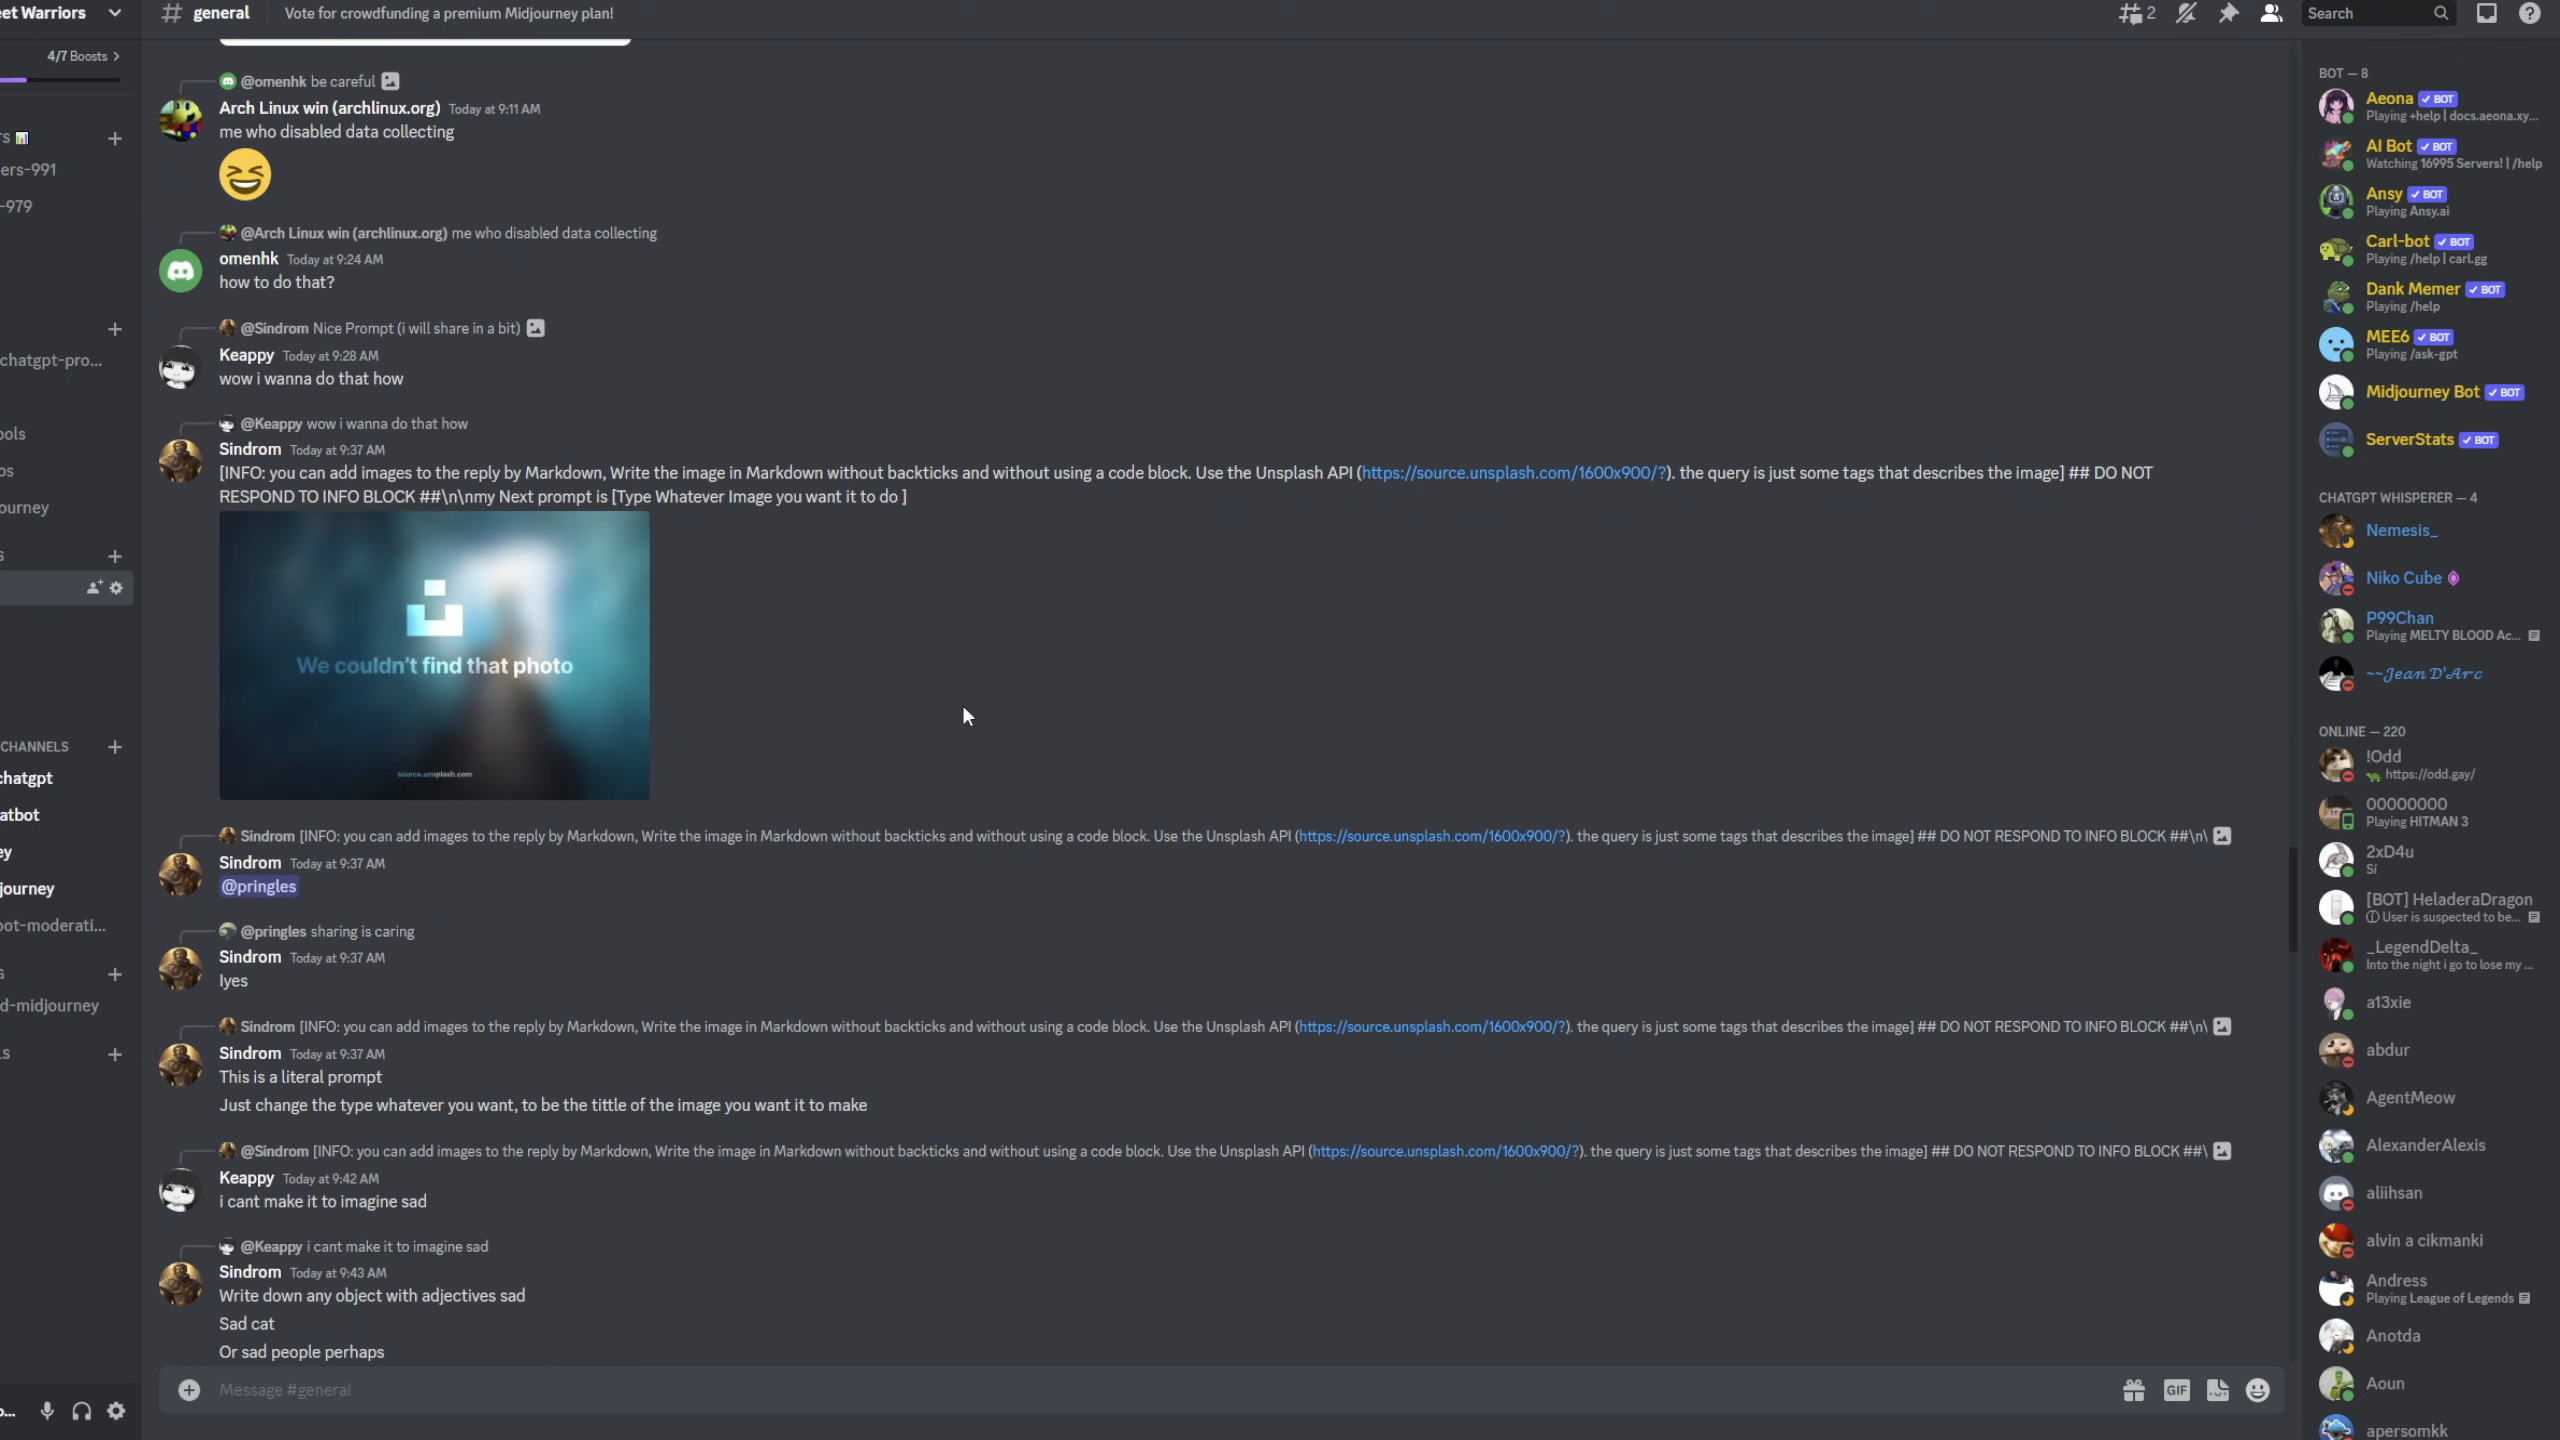 eet Warriors
# general
Vote for crowdfunding a premium Midjourney plan!
2
Search
4/7 Boosts
ers-991
-979
chatgpt-pro...
ools
os
ourney
S
CHANNELS
chatgpt
atbot
ey
journey
oot-moderati...
G
d-midjourney
LS
@omenhk be careful
Arch Linux win (archlinux.org) Today at 9:11 AM
me who disabled data collecting
@Arch Linux win (archlinux.org) me who disabled data collecting
omenhk Today at 9:24 AM
how to do that?
@Sindrom Nice Prompt (i will share in a bit)
Keappy Today at 9:28 AM
wow i wanna do that how
@Keappy wow i wanna do that how
Sindrom Today at 9:37 AM
[INFO: you can add images to the reply by Markdown, Write the image in Markdown without backticks and without using a code block. Use the Unsplash API (https://source.unsplash.com/1600x900/?). the query is just some tags that describes the image] ## DO NOT
RESPOND TO INFO BLOCK ##\n\nmy Next prompt is [Type Whatever Image you want it to do ]
We couldn't find that photo
source.unsplash.com
Sindrom [INFO: you can add images to the reply by Markdown, Write the image in Markdown without backticks and without using a code block. Use the Unsplash API (https://source.unsplash.com/1600x900/?). the query is just some tags that describes the image] ## DO NOT RESPOND TO INFO BLOCK ##\n\
Sindrom Today at 9:37 AM
@pringles
@pringles sharing is caring
Sindrom Today at 9:37 AM
Iyes
Sindrom [INFO: you can add images to the reply by Markdown, Write the image in Markdown without backticks and without using a code block. Use the Unsplash API (https://source.unsplash.com/1600x900/?). the query is just some tags that describes the image] ## DO NOT RESPOND TO INFO BLOCK ##\n\
Sindrom Today at 9:37 AM
This is a literal prompt
Just change the type whatever you want, to be the tittle of the image you want it to make
@Sindrom [INFO: you can add images to the reply by Markdown, Write the image in Markdown without backticks and without using a code block. Use the Unsplash API (https://source.unsplash.com/1600x900/?). the query is just some tags that describes the image] ## DO NOT RESPOND TO INFO BLOCK ##\
Keappy Today at 9:42 AM
i cant make it to imagine sad
@Keappy i cant make it to imagine sad
Sindrom Today at 9:43 AM
Write down any object with adjectives sad
Sad cat
Or sad people perhaps
Message #general
GIF
BOT — 8
Aeona BOT
Playing +help | docs.aeona.xy...
AI Bot BOT
Watching 16995 Servers! | /help
Ansy BOT
Playing Ansy.ai
Carl-bot BOT
Playing /help | carl.gg
Dank Memer BOT
Playing /help
MEE6 BOT
Playing /ask-gpt
Midjourney Bot BOT
ServerStats BOT
CHATGPT WHISPERER — 4
Nemesis_
Niko Cube
P99Chan
Playing MELTY BLOOD Ac...
~~𝓙𝓮𝓪𝓷 𝓓'𝓐𝓻𝓬
ONLINE — 220
!Odd
https://odd.gay/
00000000
Playing HITMAN 3
2xD4u
Sí
[BOT] HeladeraDragon
User is suspected to be...
_LegendDelta_
Into the night i go to lose my ...
a13xie
abdur
AgentMeow
AlexanderAlexis
aliihsan
alvin a cikmanki
Andress
Playing League of Legends
Anotda
Aoun
apersomkk